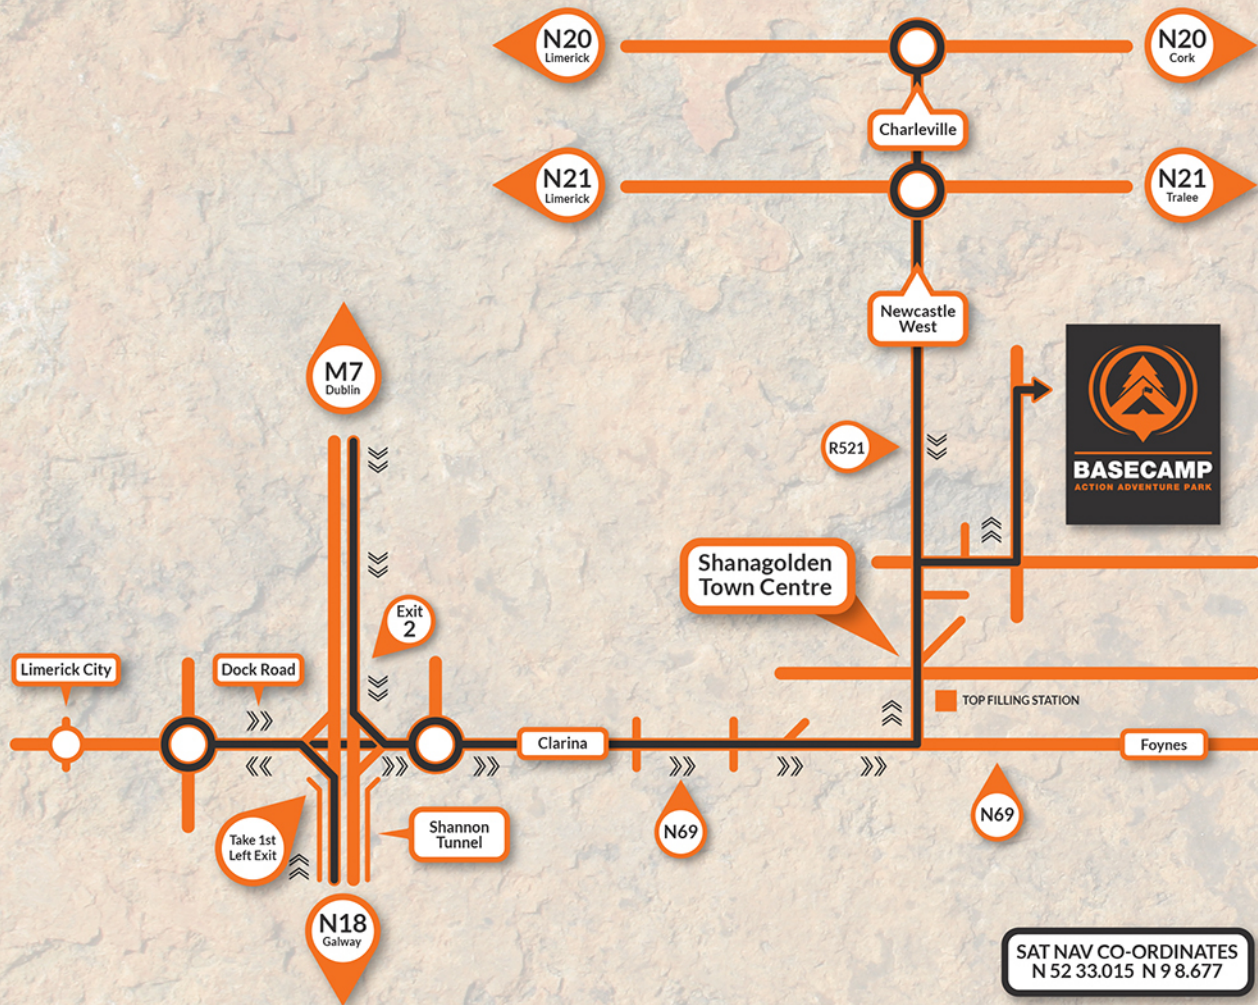 N20
Limerick
N20
Cork
Charleville
N21
Limerick
N21
Tralee
Newcastle
West
M7
Dublin
R521
BASECAMP
ACTION ADVENTURE PARK
Shanagolden
Town Centre
Exit
2
Limerick City
Dock Road
TOP FILLING STATION
Clarina
Foynes
Take 1st
Left Exit
Shannon
Tunnel
N69
N69
N18
Galway
SAT NAV CO-ORDINATES
N 52 33.015 N 9 8.677